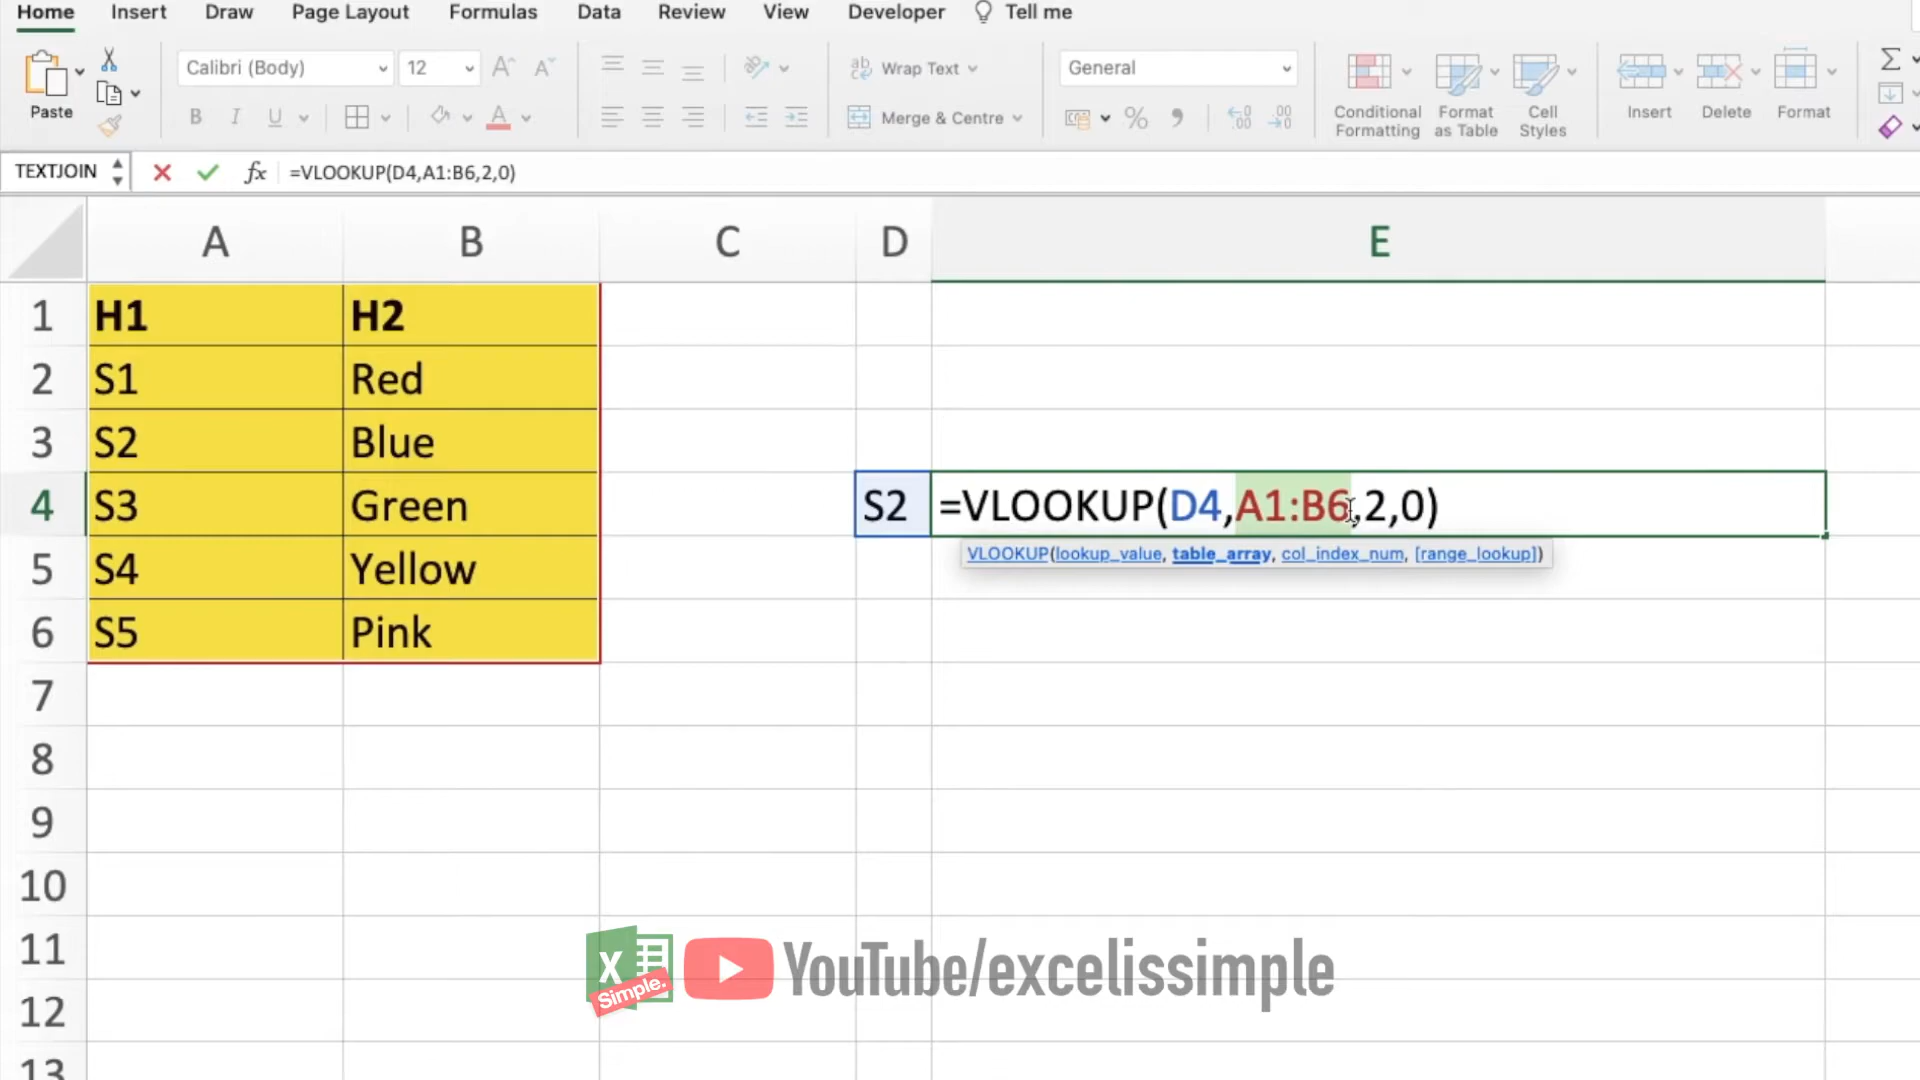 Home Insert Draw Page Layout Formulas Data Review View Developer Tell me
Paste
Calibri (Body) 12
B I U
Wrap Text
Merge & Centre
General
Conditional Formatting
Format as Table
Cell Styles
Insert
Delete
Format
TEXTJOIN fx =VLOOKUP(D4,A1:B6,2,0)
A B C D E
1 H1 H2
2 S1 Red
3 S2 Blue
4 S3 Green S2 =VLOOKUP(D4,A1:B6,2,0)
VLOOKUP(lookup_value, table_array, col_index_num, [range_lookup])
5 S4 Yellow
6 S5 Pink
7
8
9
10
11
12
13
X Simple. YouTube/excelissimple